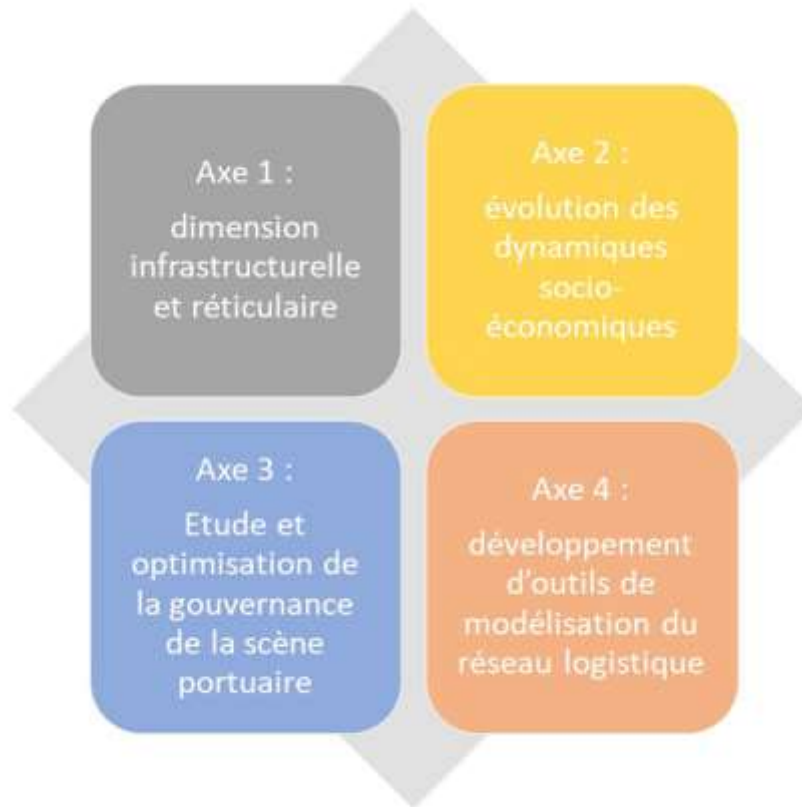 Axe 1 :
dimension
infrastructurelle
et réticulaire
Axe 2 :
évolution des
dynamiques
socio-
économiques
Axe 3 :
Etude et
optimisation de
la gouvernance
de la scène
portuaire
Axe 4 :
développement
d’outils de
modélisation du
réseau logistique